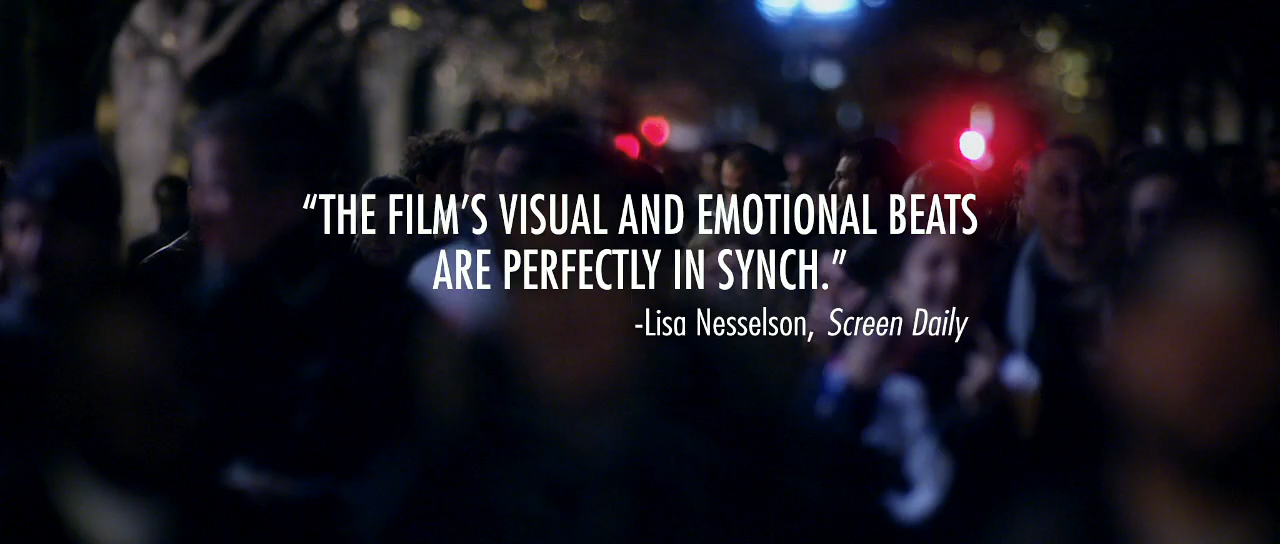 “THE FILM’S VISUAL AND EMOTIONAL BEATS
ARE PERFECTLY IN SYNCH.”
-Lisa Nesselson, Screen Daily